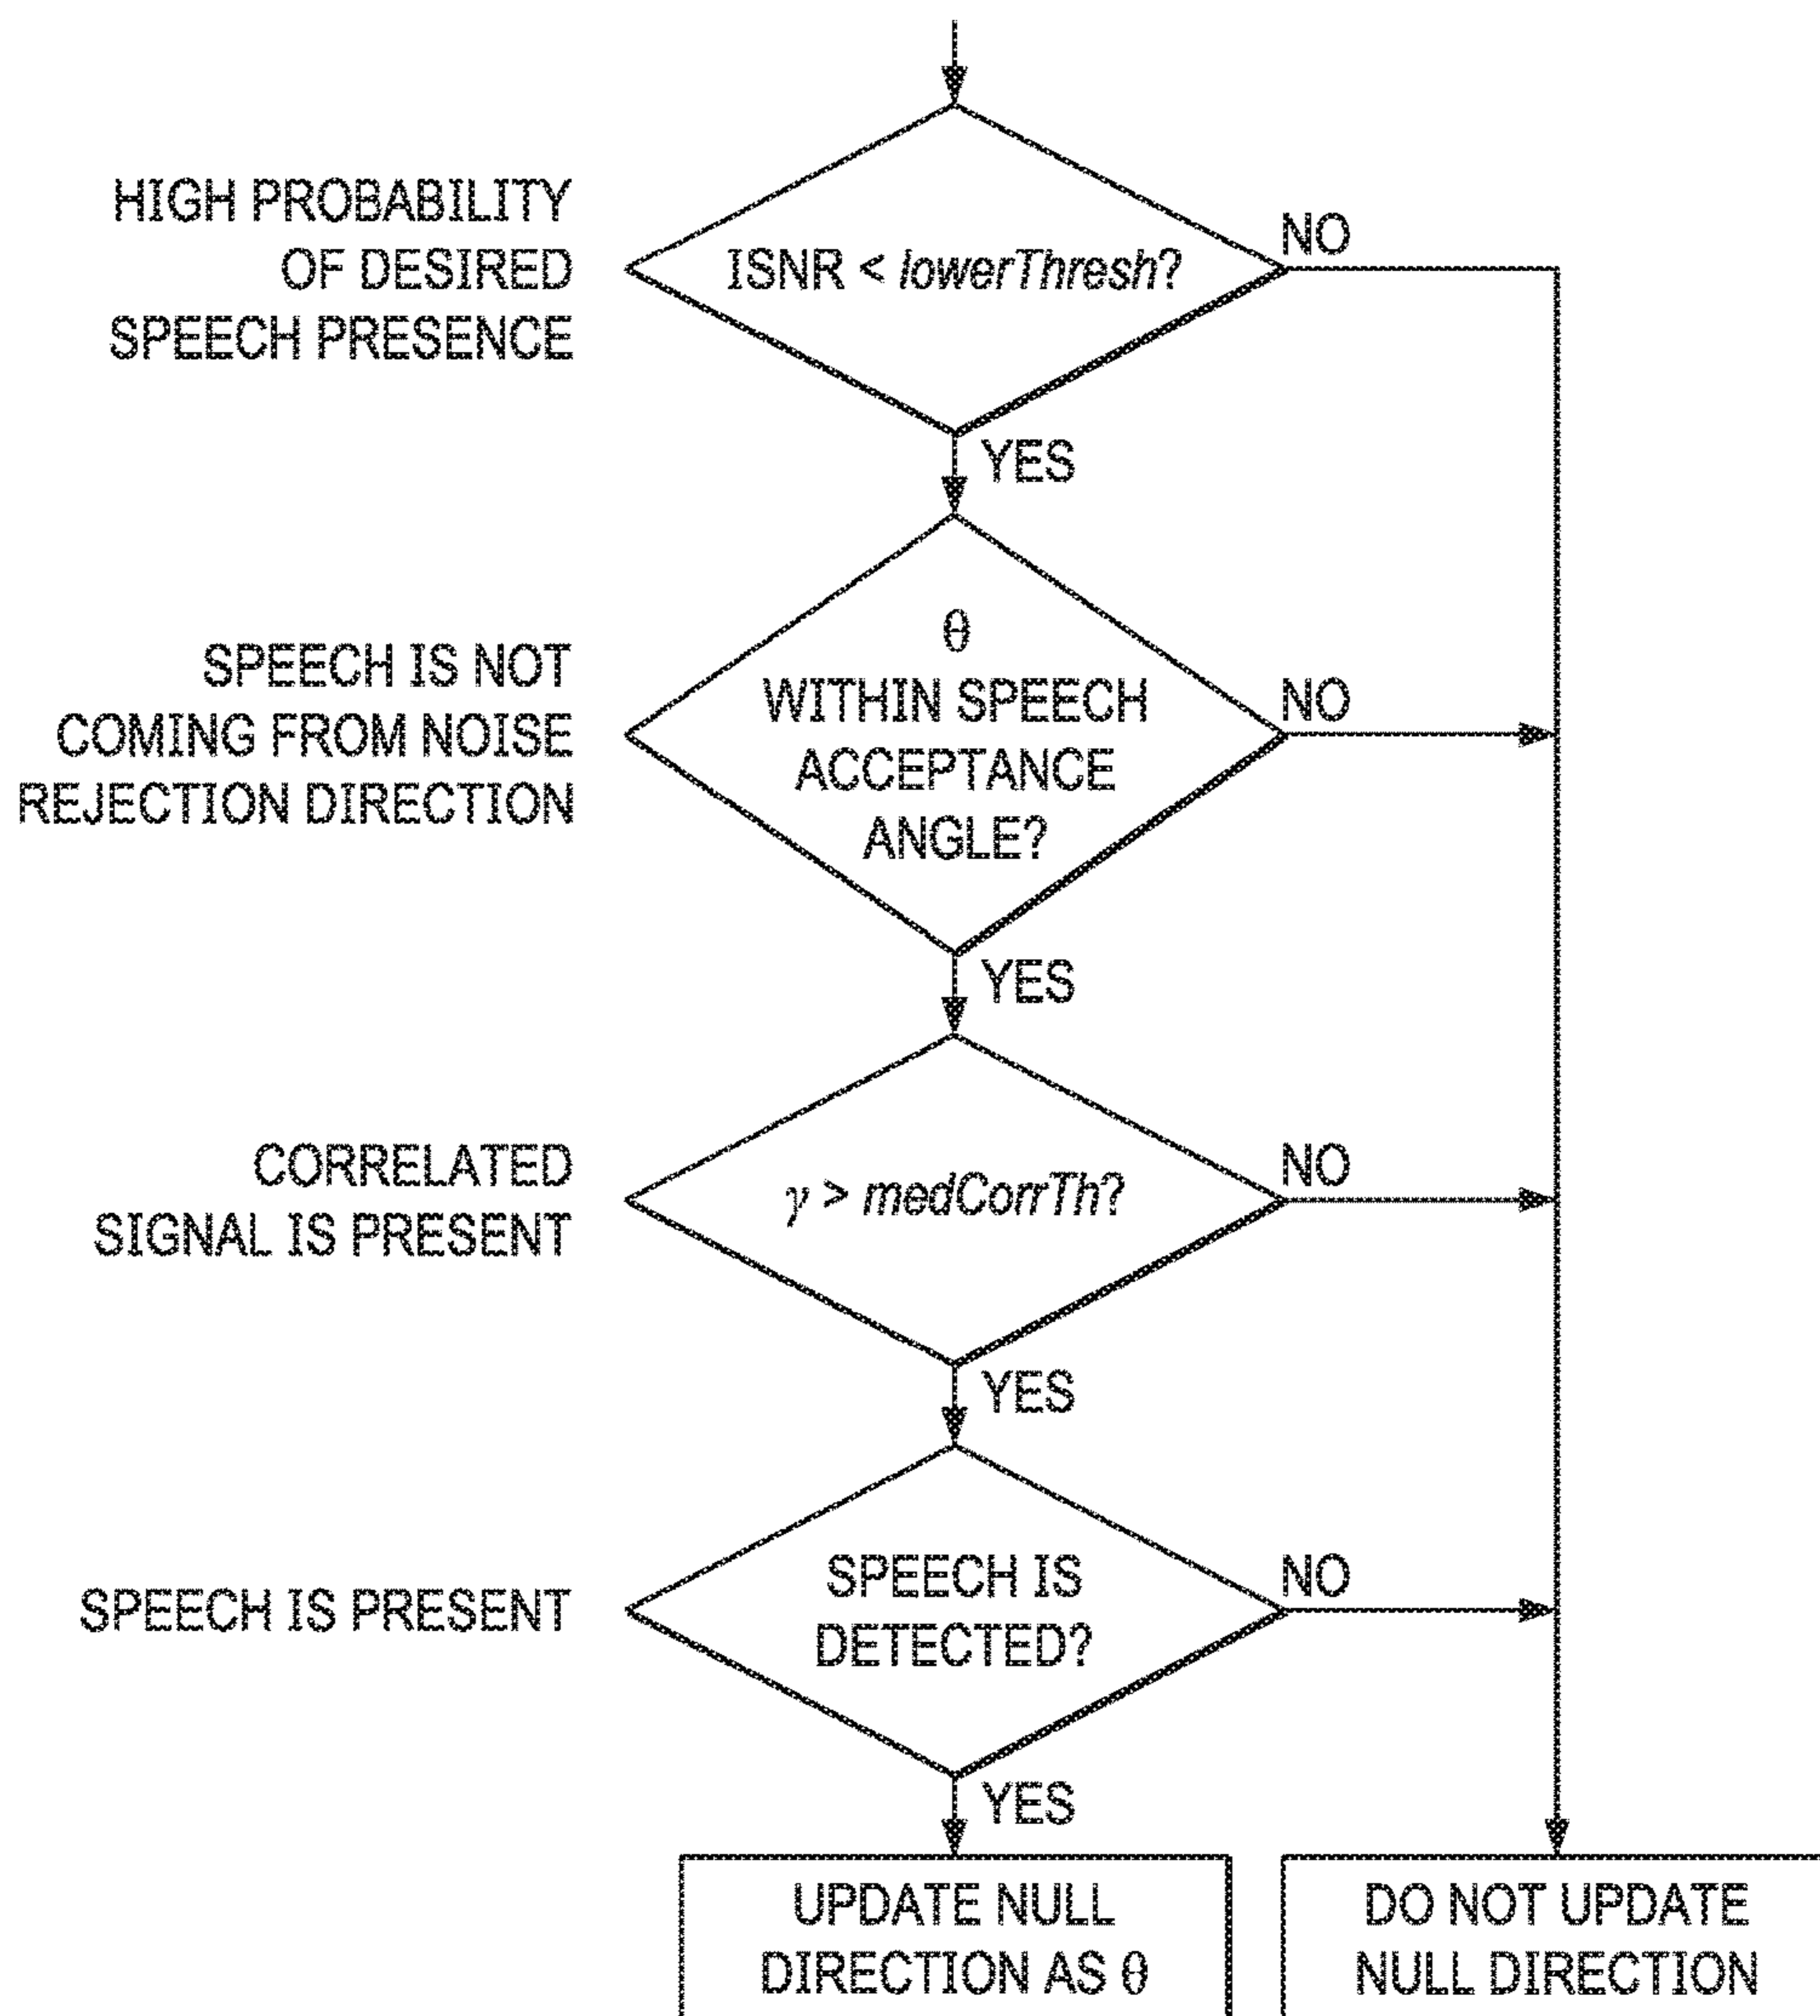 HIGH PROBABILITY
OF DESIRED
SPEECH PRESENCE
ISNR < lowerThresh?
NO
YES
SPEECH IS NOT
COMING FROM NOISE
REJECTION DIRECTION
θ
WITHIN SPEECH
ACCEPTANCE
ANGLE?
NO
YES
CORRELATED
SIGNAL IS PRESENT
γ > medCorrTh?
NO
YES
SPEECH IS PRESENT
SPEECH IS
DETECTED?
NO
YES
UPDATE NULL
DIRECTION AS θ
DO NOT UPDATE
NULL DIRECTION